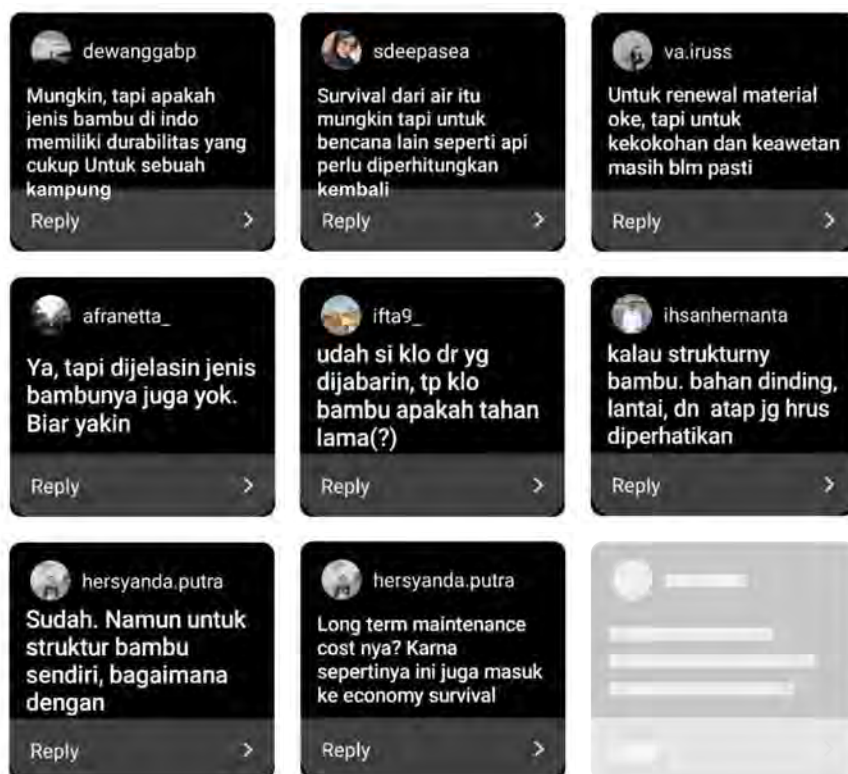 dewanggabp
Mungkin, tapi apakah
jenis bambu di indo
memiliki durabilitas yang
cukup Untuk sebuah
kampung
Reply
sdeepasea
Survival dari air itu
mungkin tapi untuk
bencana lain seperti api
perlu diperhitungkan
kembali
Reply
va.iruss
Untuk renewal material
oke, tapi untuk
kekokohan dan keawetan
masih blm pasti
Reply
afranetta_
Ya, tapi dijelasin jenis
bambunya juga yok.
Biar yakin
Reply
ifta9_
udah si klo dr yg
dijabarin, tp klo
bambu apakah tahan
lama(?)
Reply
ihsanhernanta
kalau strukturny
bambu. bahan dinding,
lantai, dn atap jg hrus
diperhatikan
Reply
hersyanda.putra
Sudah. Namun untuk
struktur bambu
sendiri, bagaimana
dengan
Reply
hersyanda.putra
Long term maintenance
cost nya? Karna
sepertinya ini juga masuk
ke economy survival
Reply